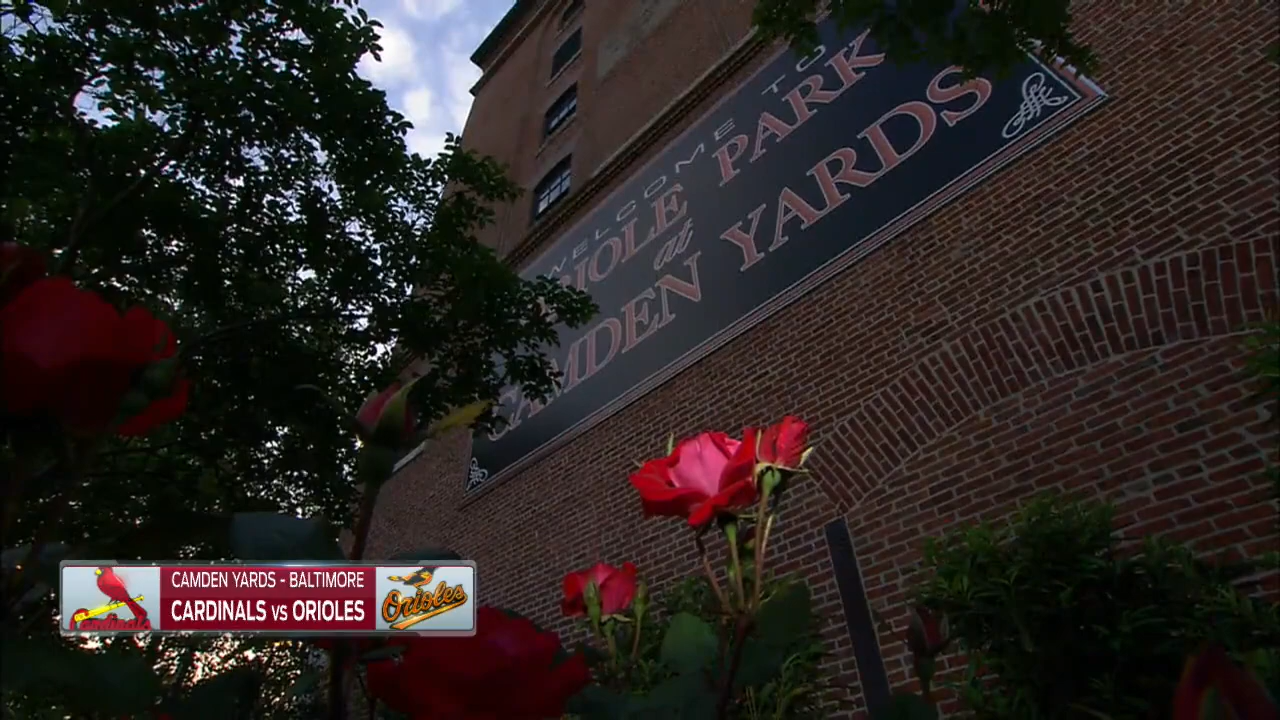 WELCOME TO
ORIOLE PARK
at
CAMDEN YARDS
CAMDEN YARDS - BALTIMORE
CARDINALS vs ORIOLES
Cardinals
Orioles